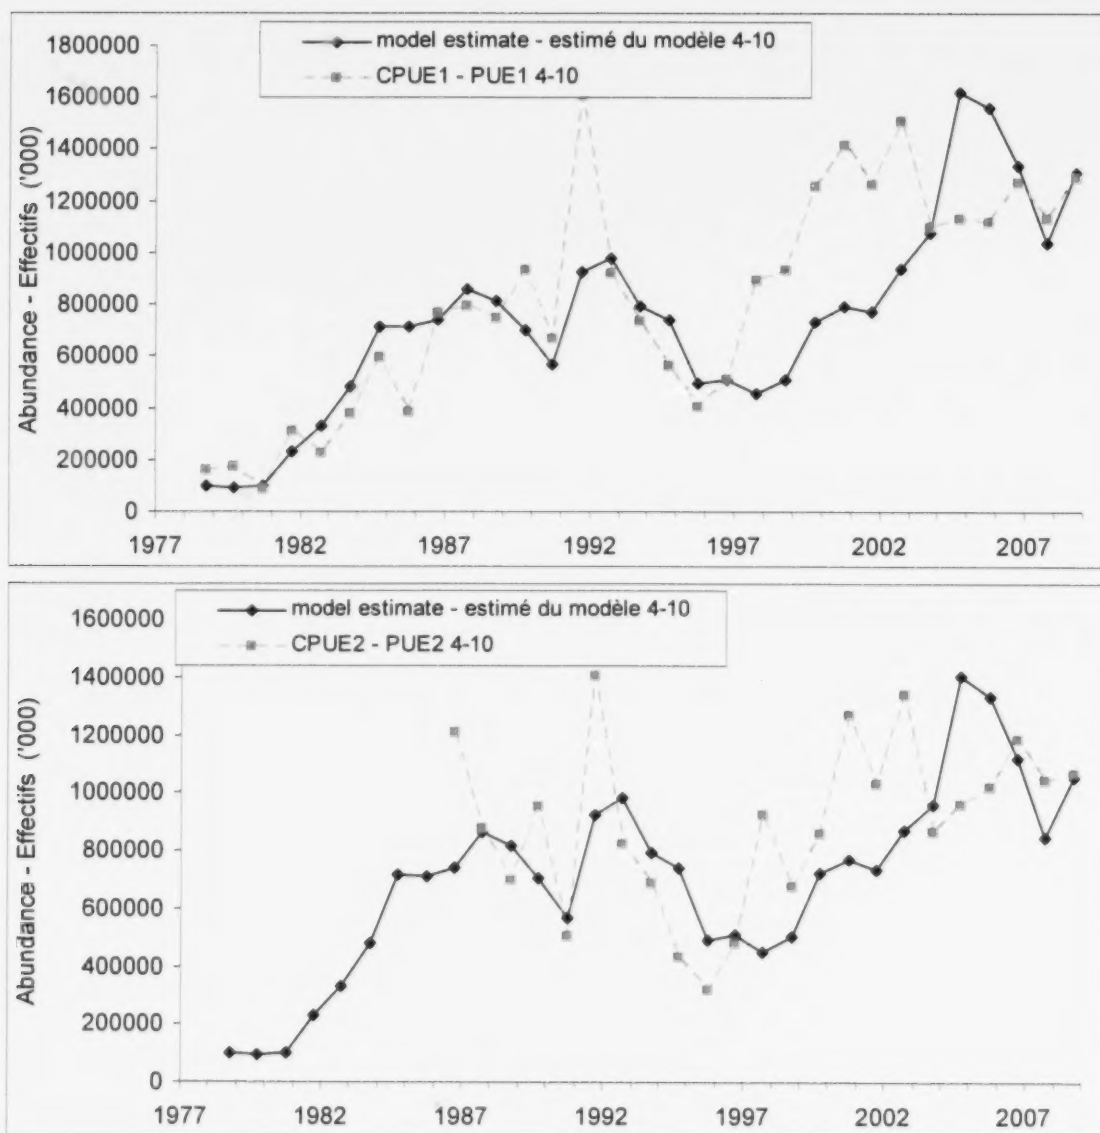 model estimate - estimé du modèle 4-10
CPUE1 - PUE1 4-10
1800000
1600000
1400000
1200000
1000000
800000
600000
400000
200000
0
Abundance - Effectifs ('000)
1977 1982 1987 1992 1997 2002 2007
model estimate - estimé du modèle 4-10
CPUE2 - PUE2 4-10
1600000
1400000
1200000
1000000
800000
600000
400000
200000
0
Abundance - Effectifs ('000)
1977 1982 1987 1992 1997 2002 2007